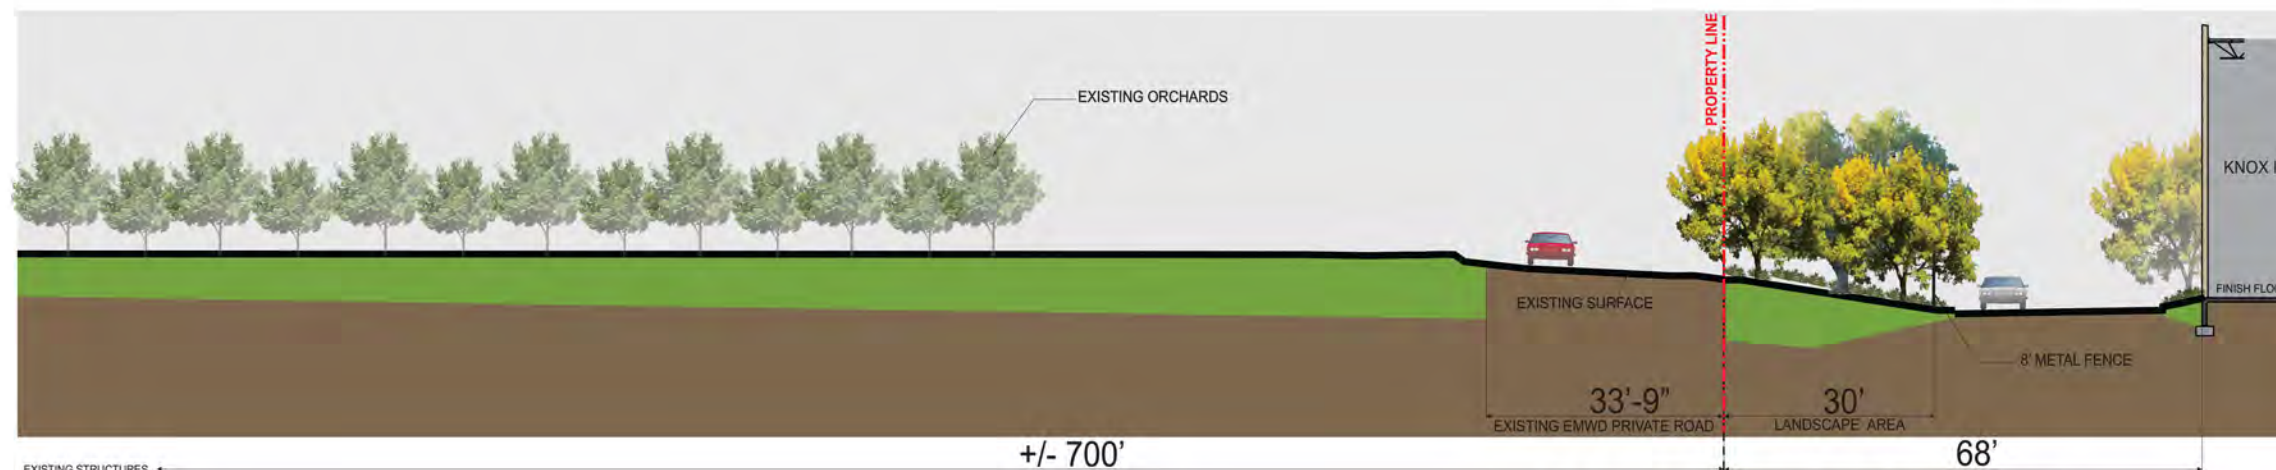 PROPERTY LINE
EXISTING ORCHARDS
KNOX
FINISH
EXISTING SURFACE
8' METAL FENCE
33'-9"
30'
EXISTING EMWD PRIVATE ROAD
LANDSCAPE AREA
+/- 700'
68'
EXISTING STRUCTURES